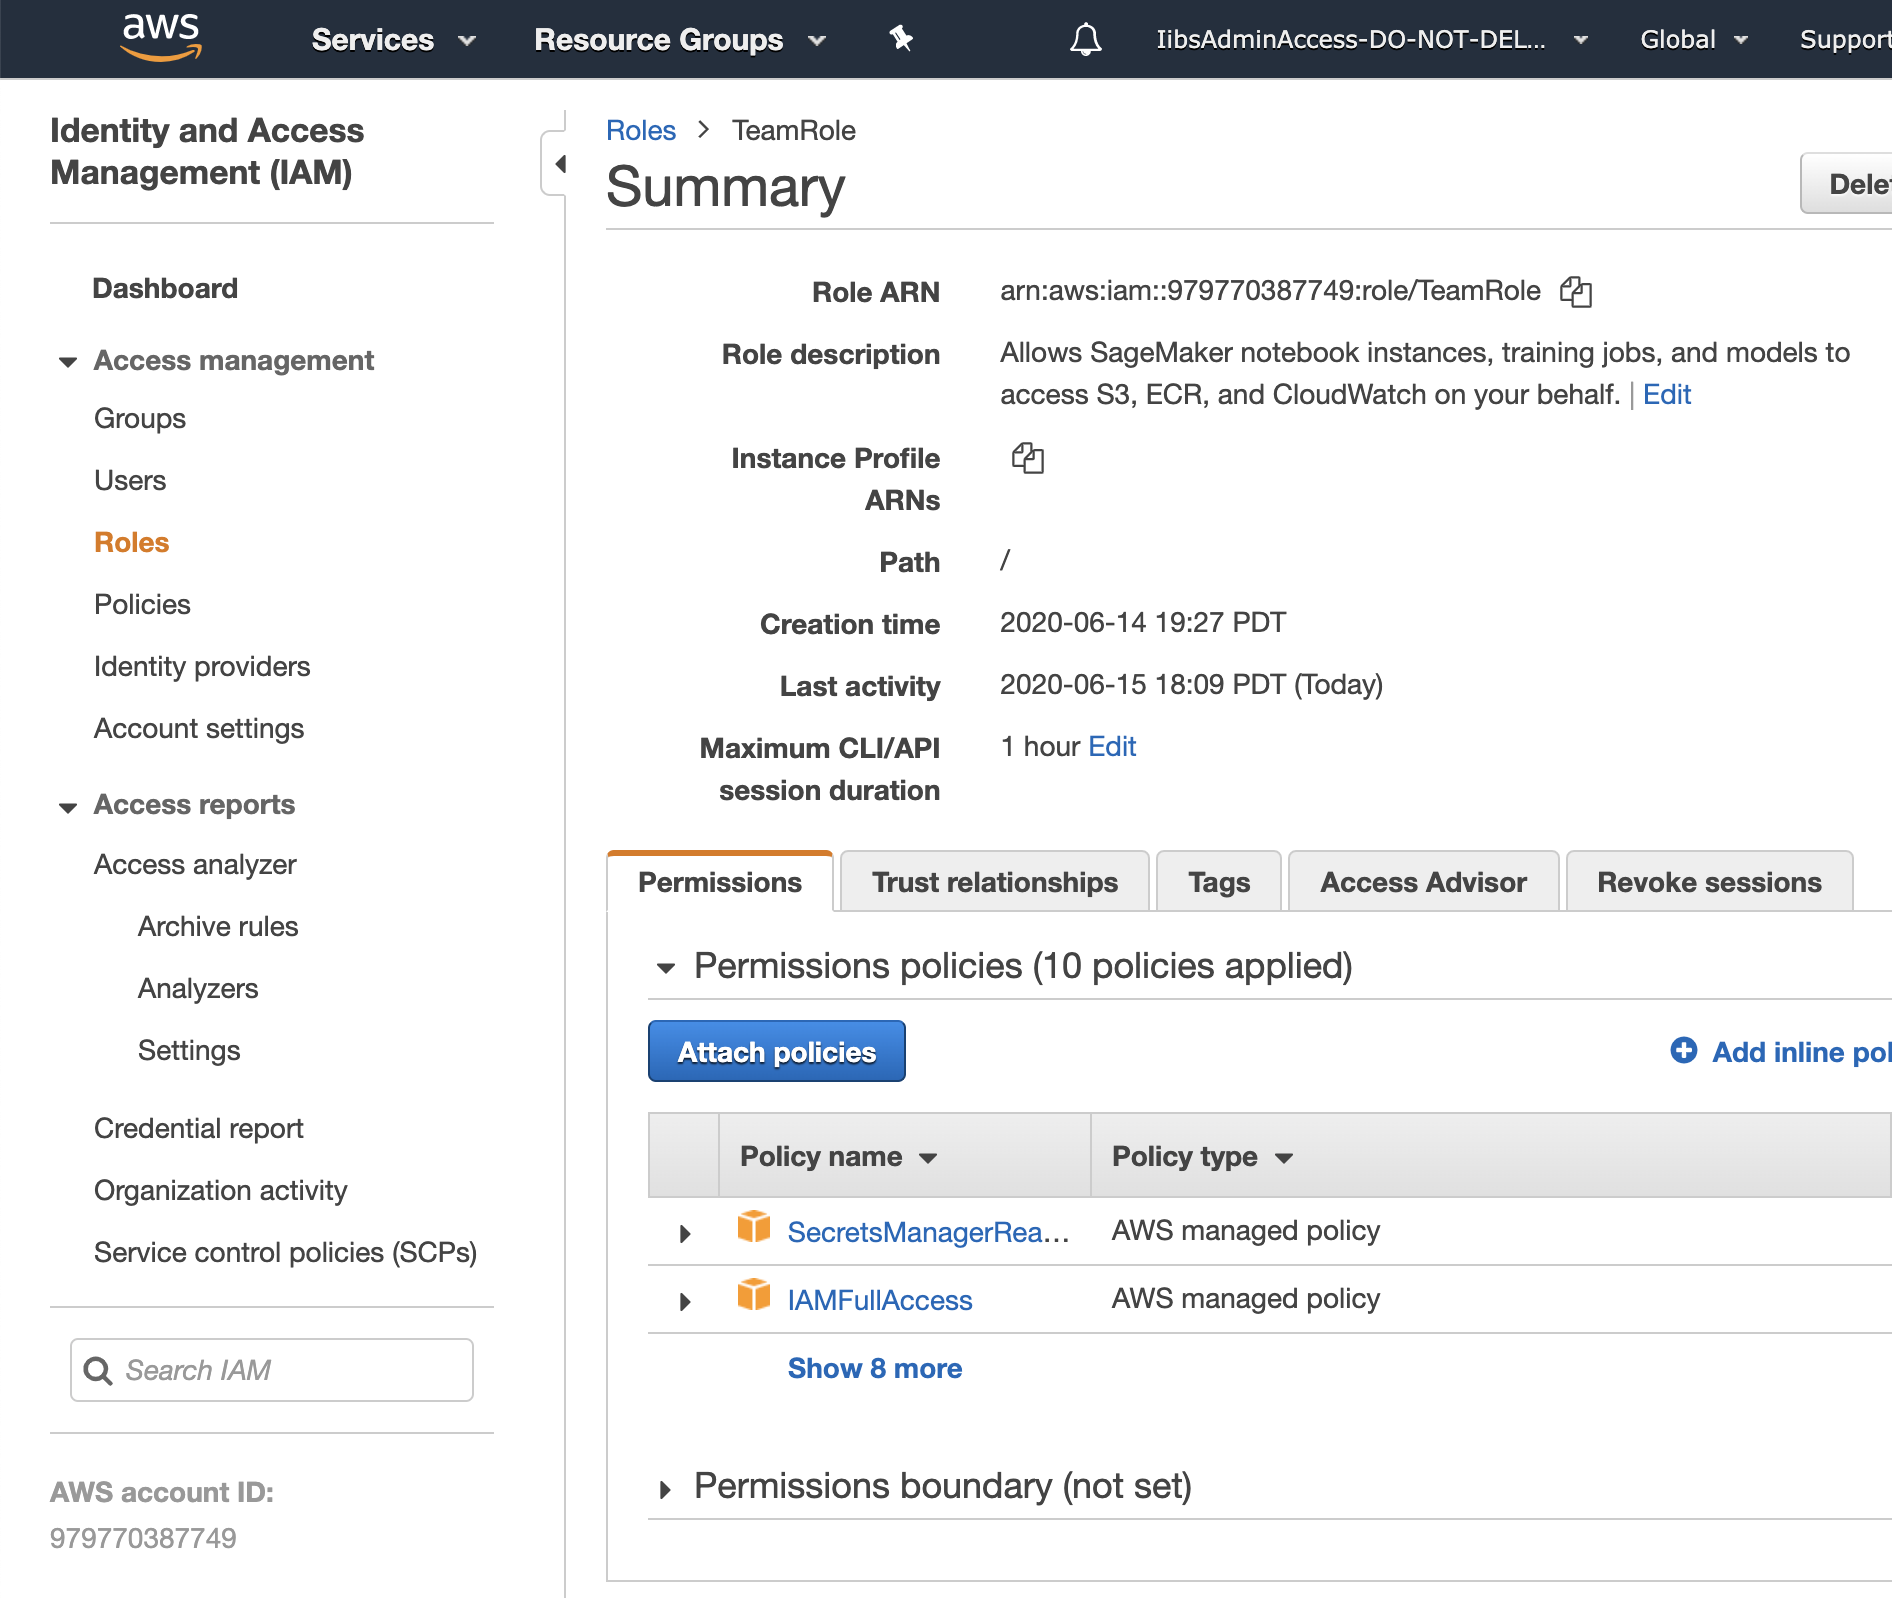 aws
Services
Resource Groups
IibsAdminAccess-DO-NOT-DEL...
Global
Support
Identity and Access
Management (IAM)
Dashboard
Access management
Groups
Users
Roles
Policies
Identity providers
Account settings
Access reports
Access analyzer
Archive rules
Analyzers
Settings
Credential report
Organization activity
Service control policies (SCPs)
Search IAM
AWS account ID:
979770387749
Roles > TeamRole
Summary
Dele
Role ARN arn:aws:iam::979770387749:role/TeamRole
Role description Allows SageMaker notebook instances, training jobs, and models to
access S3, ECR, and CloudWatch on your behalf. | Edit
Instance Profile
ARNs
Path /
Creation time 2020-06-14 19:27 PDT
Last activity 2020-06-15 18:09 PDT (Today)
Maximum CLI/API 1 hour Edit
session duration
Permissions
Trust relationships
Tags
Access Advisor
Revoke sessions
Permissions policies (10 policies applied)
Attach policies
Add inline pol
Policy name Policy type
SecretsManagerRea... AWS managed policy
IAMFullAccess AWS managed policy
Show 8 more
Permissions boundary (not set)